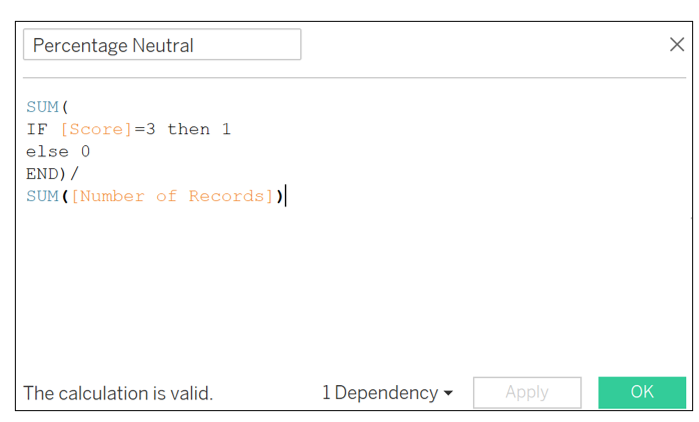 Percentage Neutral
SUM(
IF [Score]=3 then 1
else 0
END)/
SUM([Number of Records])
The calculation is valid.
1 Dependency
Apply
OK